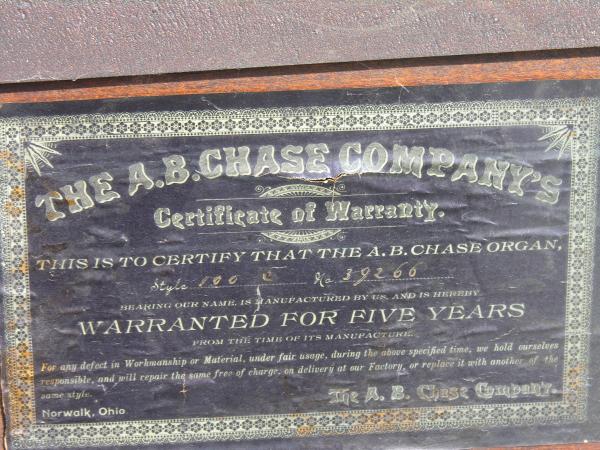 THE A.B. CHASE COMPANY'S
Certificate of Warranty.
THIS IS TO CERTIFY THAT THE A.B. CHASE ORGAN,
Style 100 No 39266
BEARING OUR NAME, IS MANUFACTURED BY US, AND IS HEREBY
WARRANTED FOR FIVE YEARS
FROM THE TIME OF ITS MANUFACTURE.
For any defect in Workmanship or Material, under fair usage, during the above specified time, we hold ourselves
responsible, and will repair the same free of charge, on delivery at our Factory, or replace it with another of the
same style.
The A. B. Chase Company.
Norwalk, Ohio